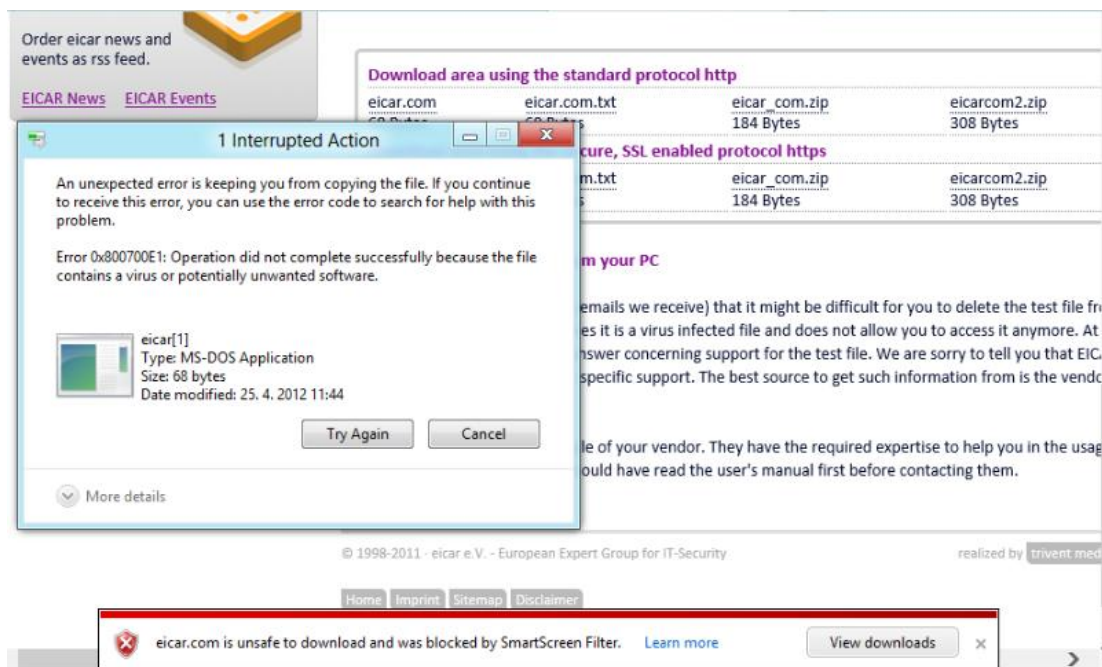 Order eicar news and
events as rss feed.
EICAR News EICAR Events
Download area using the standard protocol http
eicar.com eicar.com.txt eicar_com.zip eicarcom2.zip
184 Bytes 308 Bytes
cure, SSL enabled protocol https
m.txt eicar_com.zip eicarcom2.zip
184 Bytes 308 Bytes
1 Interrupted Action
An unexpected error is keeping you from copying the file. If you continue
to receive this error, you can use the error code to search for help with this
problem.
Error 0x800700E1: Operation did not complete successfully because the file
contains a virus or potentially unwanted software.
eicar[1]
Type: MS-DOS Application
Size: 68 bytes
Date modified: 25. 4. 2012 11:44
Try Again Cancel
More details
m your PC
emails we receive) that it might be difficult for you to delete the test file fr
es it is a virus infected file and does not allow you to access it anymore. At
nswer concerning support for the test file. We are sorry to tell you that EIC
specific support. The best source to get such information from is the vendo
le of your vendor. They have the required expertise to help you in the usag
ould have read the user's manual first before contacting them.
© 1998-2011 - eicar e.V. - European Expert Group for IT-Security realized by trivent med
Home Imprint Sitemap Disclaimer
eicar.com is unsafe to download and was blocked by SmartScreen Filter. Learn more View downloads